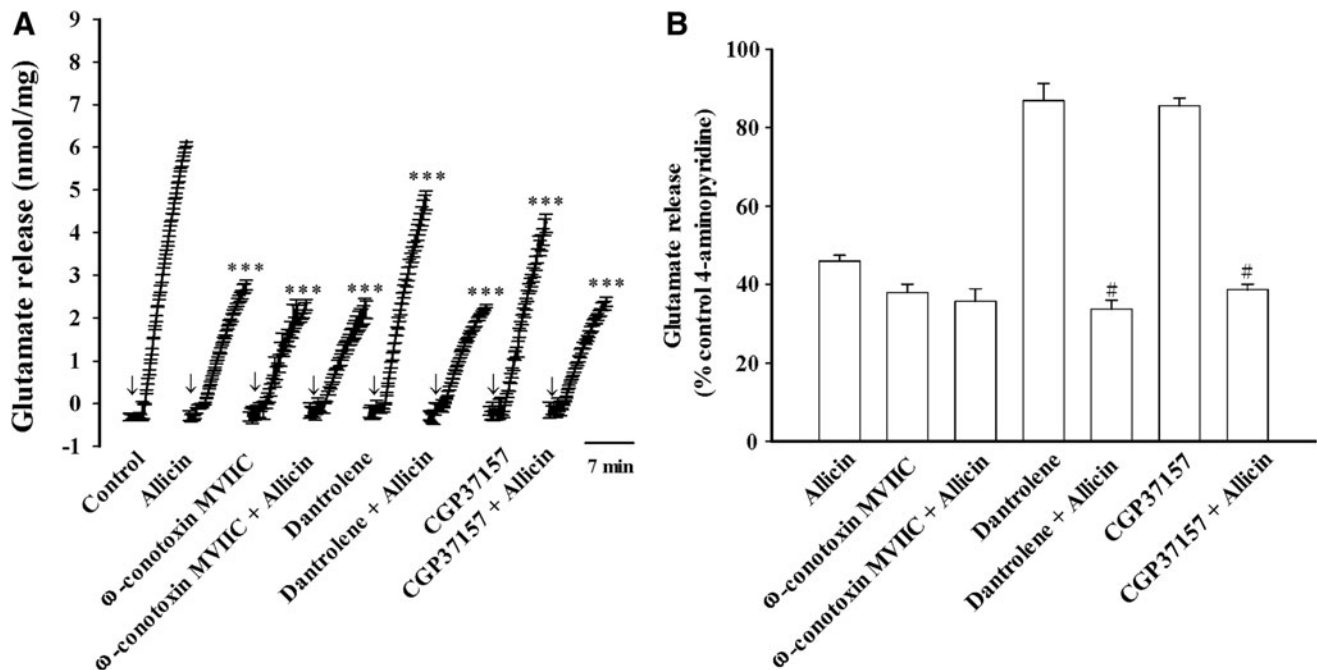 A
Glutamate release (nmol/mg)
9
8
7
6
5
4
3
2
1
0
-1
***
***
***
***
***
***
***
↓ ↓ ↓ ↓ ↓ ↓ ↓ ↓
Control
Allicin
ω-conotoxin MVIIC
ω-conotoxin MVIIC + Allicin
Dantrolene
Dantrolene + Allicin
CGP37157
CGP37157 + Allicin
7 min
B
Glutamate release
(% control 4-aminopyridine)
100
80
60
40
20
0
#
#
Allicin
ω-conotoxin MVIIC
ω-conotoxin MVIIC + Allicin
Dantrolene
Dantrolene + Allicin
CGP37157
CGP37157 + Allicin